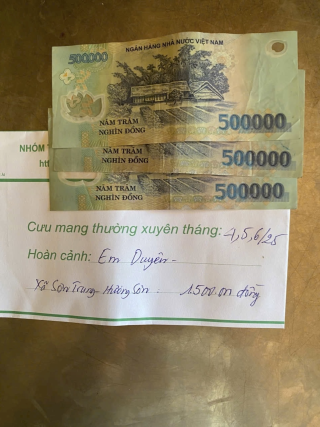 NGÂN HÀNG NHÀ NƯỚC VIỆT NAM
500000
NĂM TRĂM
NGHÌN ĐỒNG
500000
NĂM TRĂM
NGHÌN ĐỒNG
500000
NĂM TRĂM
NGHÌN ĐỒNG
500000
NHÓM
Cưu mang thường xuyên tháng: 4,5,6/25
Hoàn cảnh: Em Duyên -
Xã Sơn Trung - Hương Sơn : 1.500.000 đồng